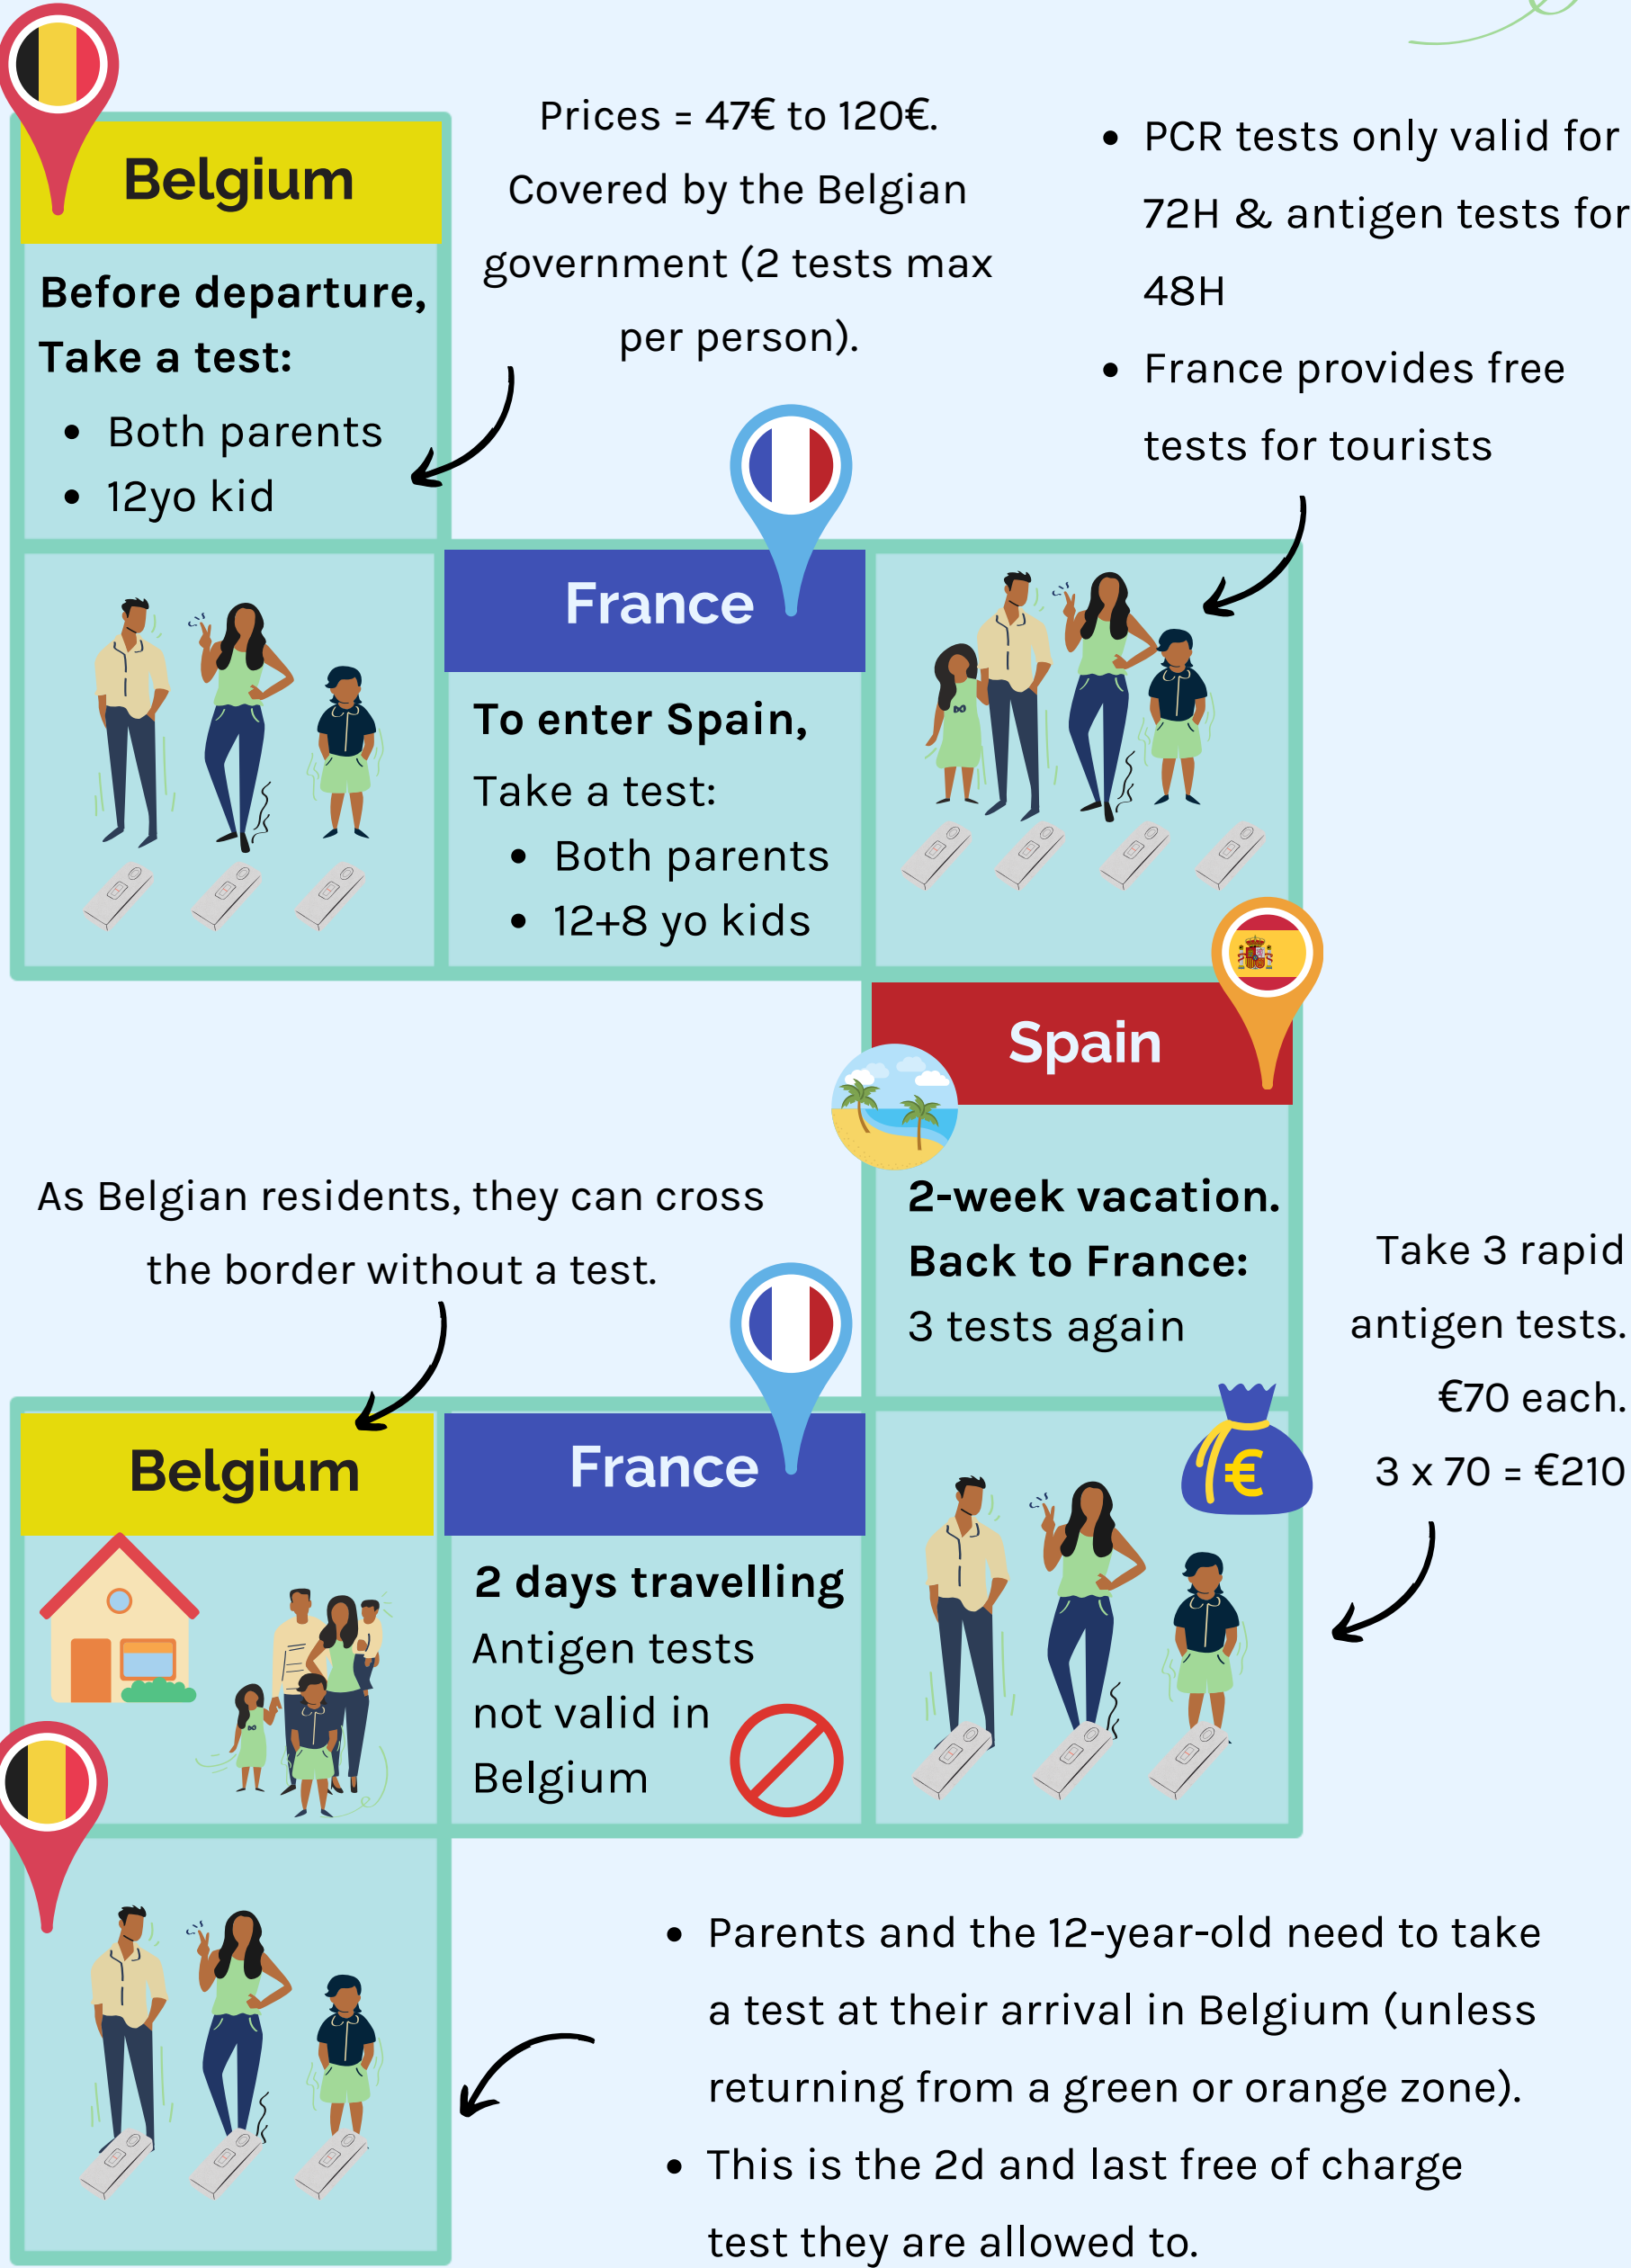 Belgium
Before departure,
Take a test:
• Both parents
• 12yo kid
Prices = 47€ to 120€.
Covered by the Belgian
government (2 tests max
per person).
• PCR tests only valid for
72H & antigen tests for
48H
• France provides free
tests for tourists
France
To enter Spain,
Take a test:
• Both parents
• 12+8 yo kids
Spain
2-week vacation.
Back to France:
3 tests again
Take 3 rapid
antigen tests.
€70 each.
3 x 70 = €210
€
France
2 days travelling
Antigen tests
not valid in
Belgium
As Belgian residents, they can cross
the border without a test.
Belgium
• Parents and the 12-year-old need to take
a test at their arrival in Belgium (unless
returning from a green or orange zone).
• This is the 2d and last free of charge
test they are allowed to.